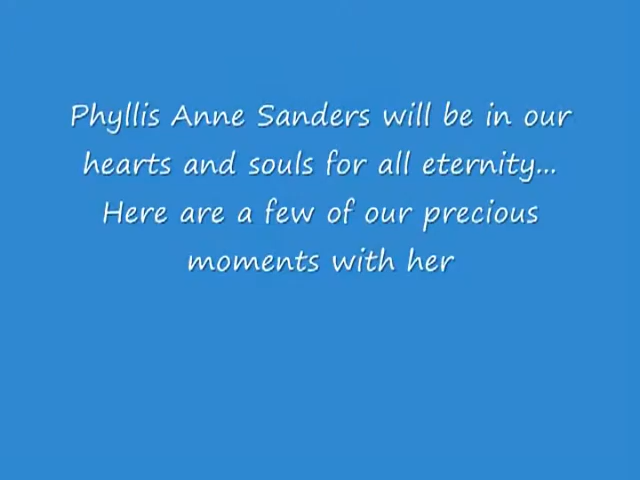 Phyllis Anne Sanders will be in our
hearts and souls for all eternity...
Here are a few of our precious
moments with her